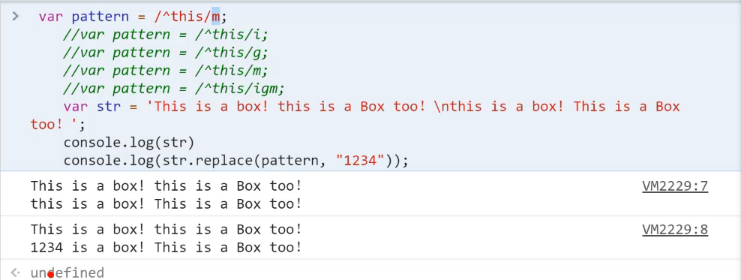 > var pattern = /^this/m;
//var pattern = /^this/i;
//var pattern = /^this/g;
//var pattern = /^this/m;
//var pattern = /^this/igm;
var str = 'This is a box! this is a Box too! \nthis is a box! This is a Box
too! ';
console.log(str)
console.log(str.replace(pattern, "1234"));
This is a box! this is a Box too! VM2229:7
this is a box! This is a Box too!
This is a box! this is a Box too! VM2229:8
1234 is a box! This is a Box too!
undefined